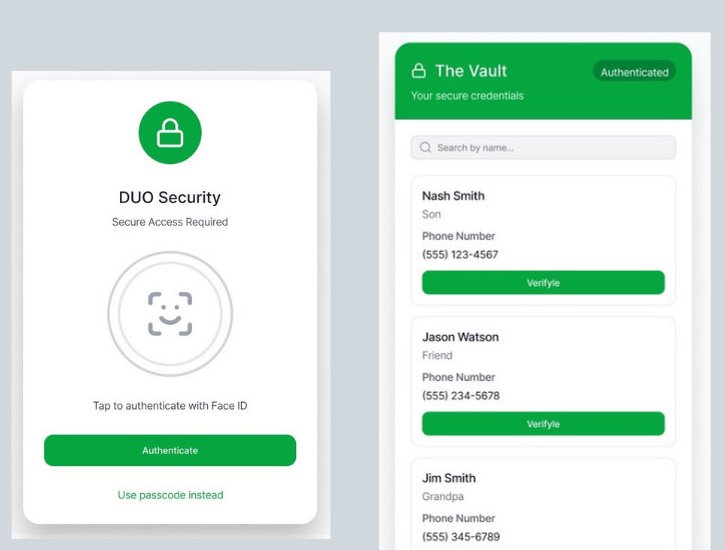 DUO Security
Secure Access Required
Tap to authenticate with Face ID
Authenticate
Use passcode instead
The Vault
Authenticated
Your secure credentials
Search by name...
Nash Smith
Son
Phone Number
(555) 123-4567
Verifyle
Jason Watson
Friend
Phone Number
(555) 234-5678
Verifyle
Jim Smith
Grandpa
Phone Number
(555) 345-6789